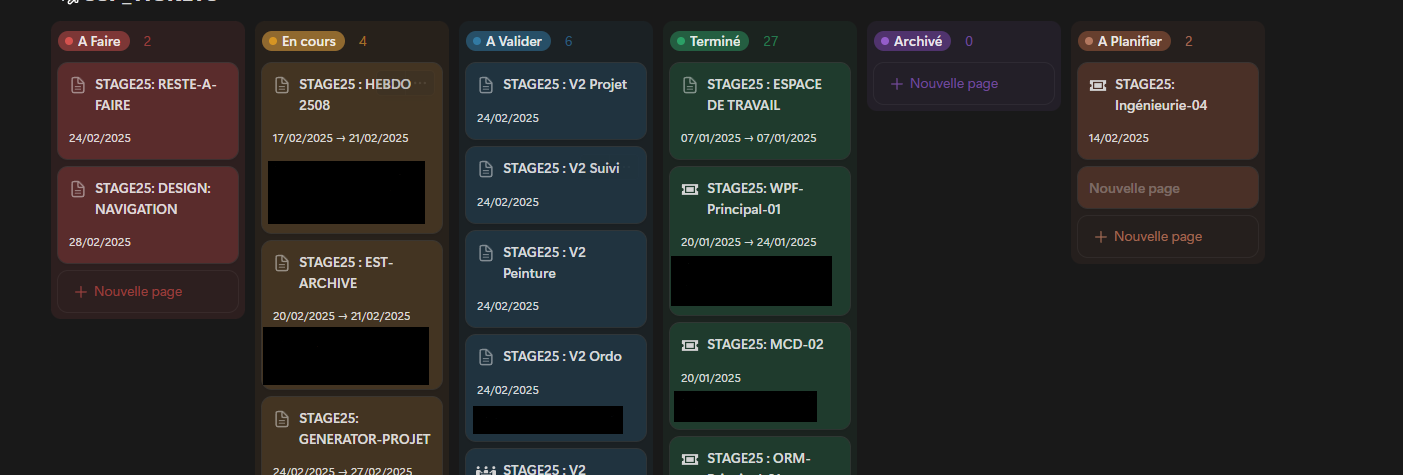 A Faire 2
STAGE25: RESTE-A-
FAIRE
24/02/2025
STAGE25: DESIGN:
NAVIGATION
28/02/2025
+ Nouvelle page
En cours 4
STAGE25 : HEBDO
2508
17/02/2025 → 21/02/2025
STAGE25 : EST-
ARCHIVE
20/02/2025 → 21/02/2025
STAGE25:
GENERATOR-PROJET
24/02/2025 → 27/02/2025
A Valider 6
STAGE25 : V2 Projet
24/02/2025
STAGE25 : V2 Suivi
24/02/2025
STAGE25 : V2
Peinture
24/02/2025
STAGE25 : V2 Ordo
24/02/2025
STAGE25 : V2
Terminé 27
STAGE25 : ESPACE
DE TRAVAIL
07/01/2025 → 07/01/2025
STAGE25: WPF-
Principal-01
20/01/2025 → 24/01/2025
STAGE25: MCD-02
20/01/2025
STAGE25 : ORM-
Archivé 0
+ Nouvelle page
A Planifier 2
STAGE25:
Ingénieurie-04
14/02/2025
Nouvelle page
+ Nouvelle page